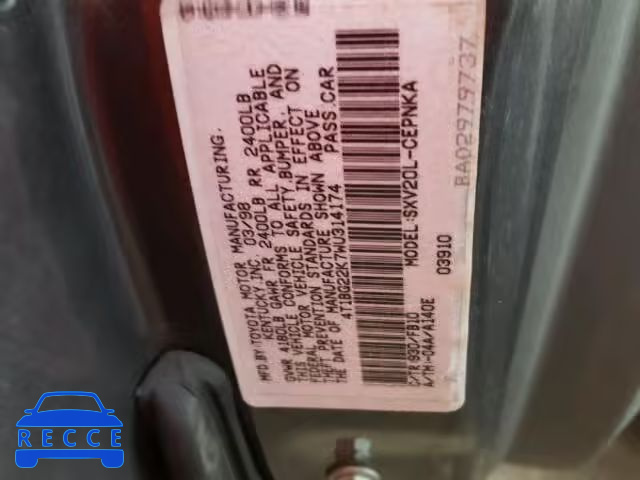 MFD.BY TOYOTA MOTOR MANUFACTURING.
KENTUCKY,INC. 03/98
GVWR 4180LB GAWR FR 2400LB RR 2400LB
THIS VEHICLE CONFORMS TO ALL APPLICABLE
FEDERAL MOTOR VEHICLE SAFETY,BUMPER, AND
THEFT PREVENTION STANDARDS IN EFFECT ON
THE DATE OF MANUFACTURE SHOWN ABOVE
4T1BG22K7WU314174 PASS.CAR
C/TR 933/FB10 MODEL:SXV20L-CEPNKA
A/TM-04A/A140E 03910
BA02979737
RECCE